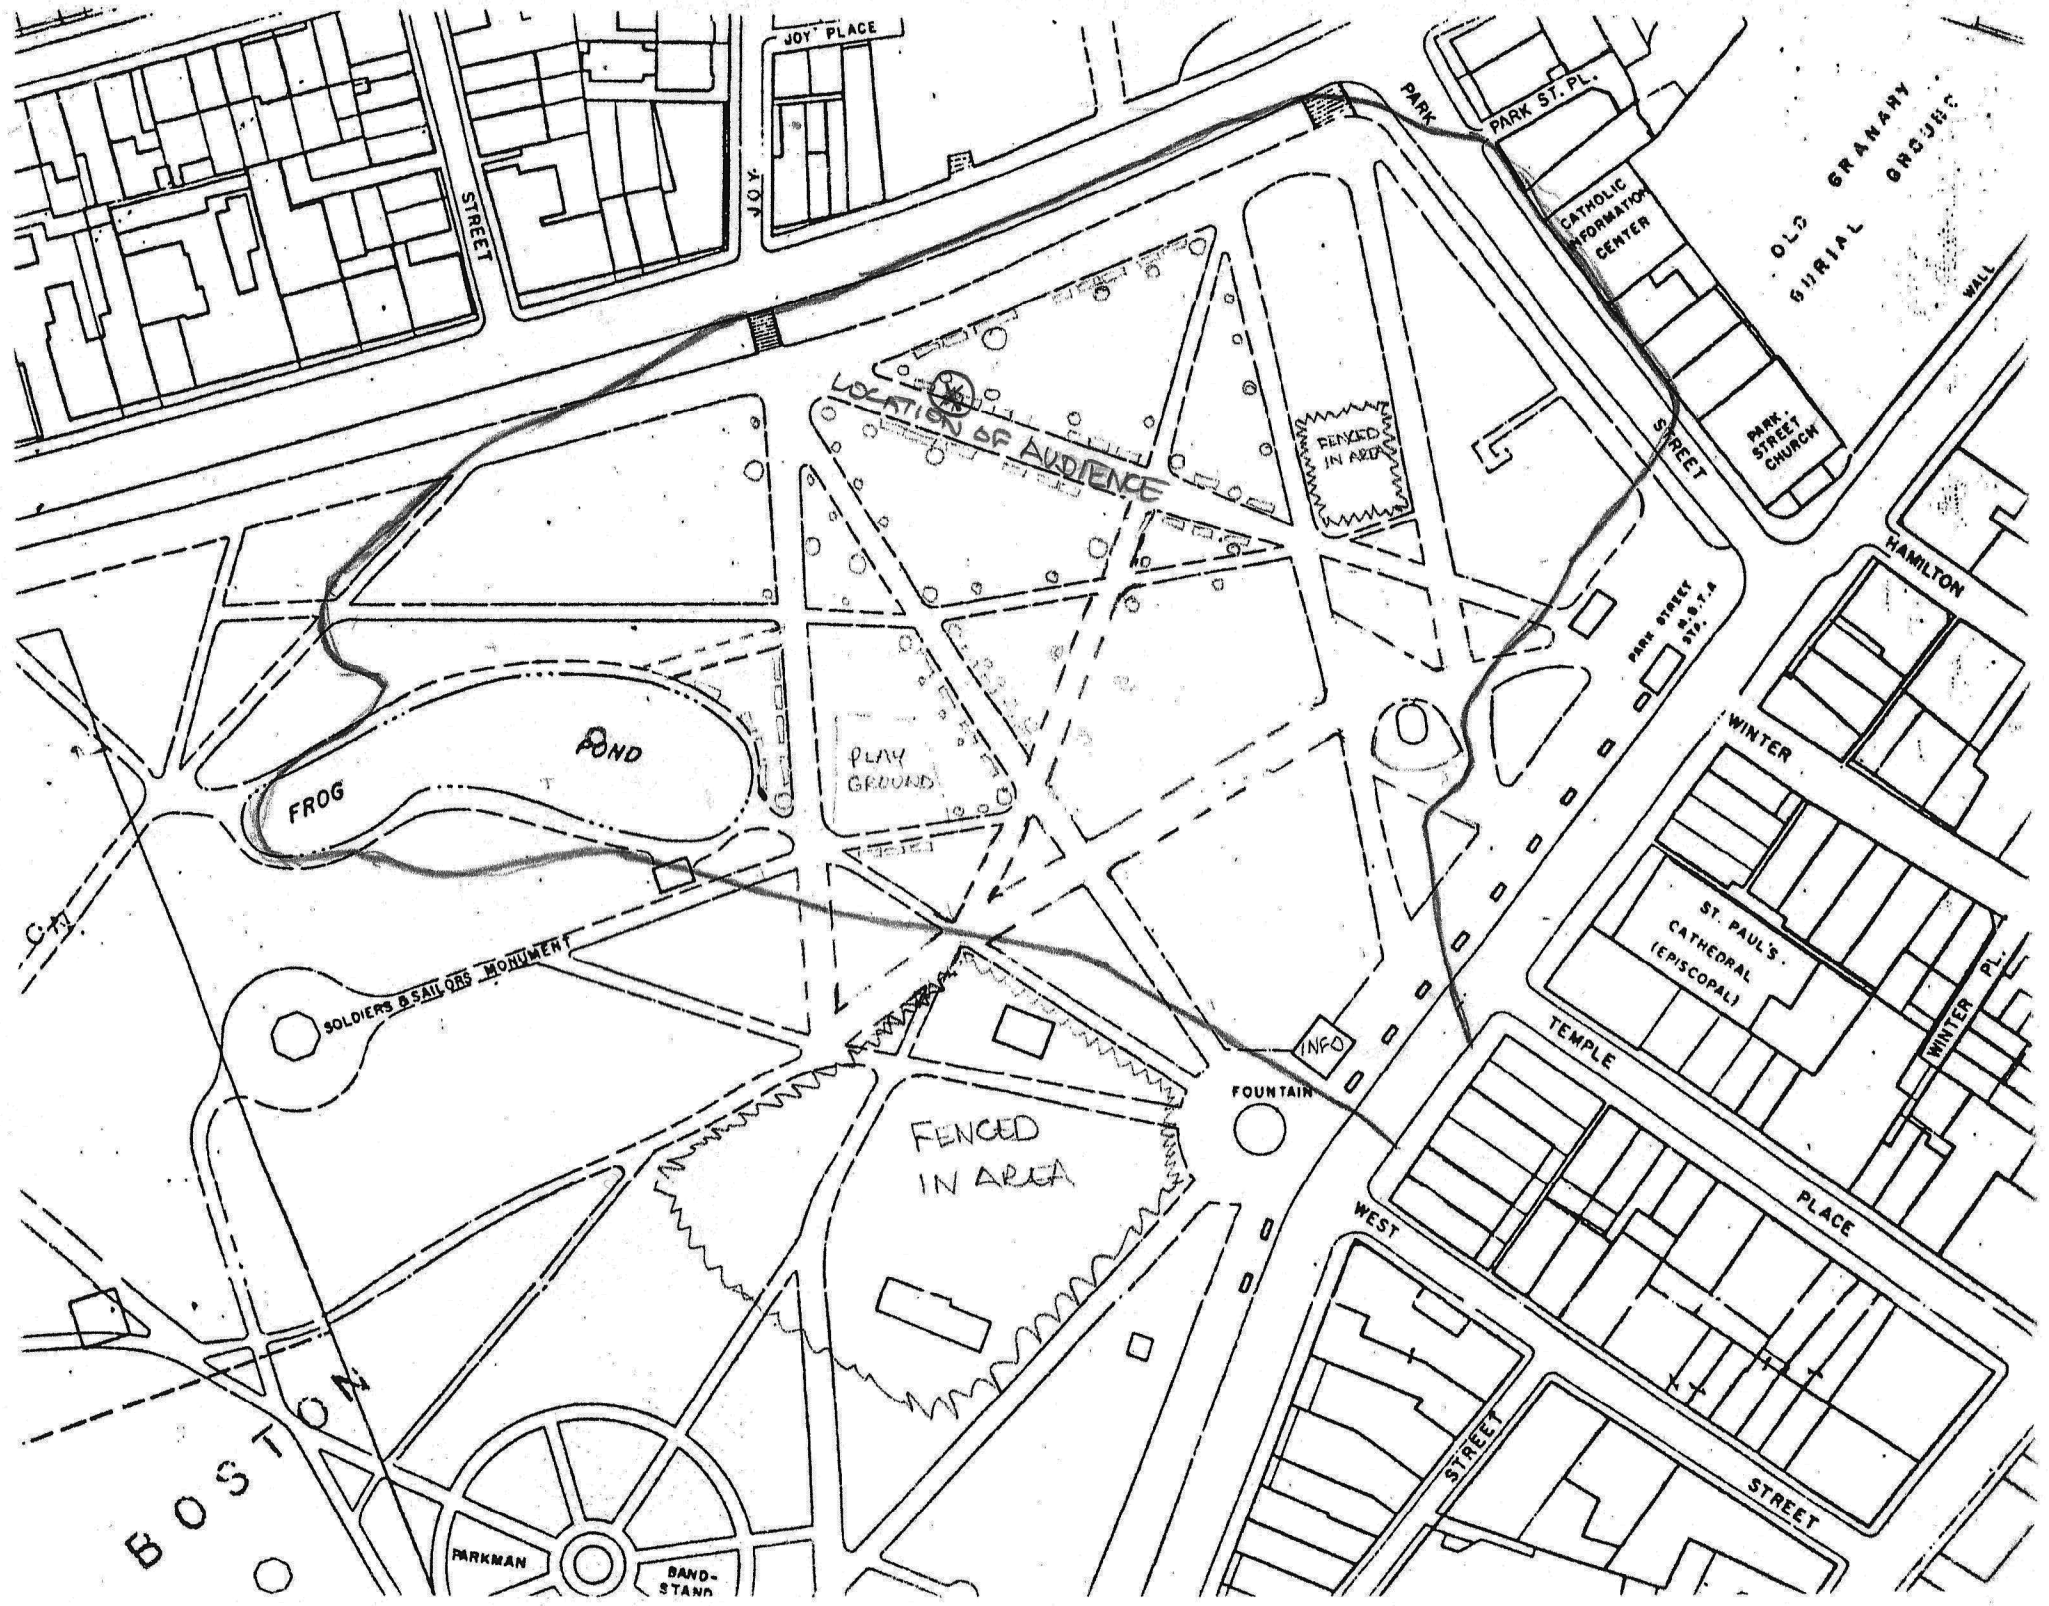 JOY PLACE
PARK
PARK ST. PL.
OLD GRANARY
BURIAL GROUND
WALL
JOY
STREET
CATHOLIC
INFORMATION
CENTER
LOCATION OF AUDIENCE
FENCED
IN AREA
STREET
PARK
STREET
CHURCH
HAMILTON
PARK STREET
M.B.T.A
STA.
POND
FROG
PLAY
GROUND
WINTER
ST. PAUL'S
CATHEDRAL
(EPISCOPAL)
WINTER PL.
SOLDIERS & SAILORS MONUMENT
INFO
FOUNTAIN
TEMPLE
PLACE
FENCED
IN AREA
WEST
STREET
STREET
BOSTON
PARKMAN
BAND-
STAND